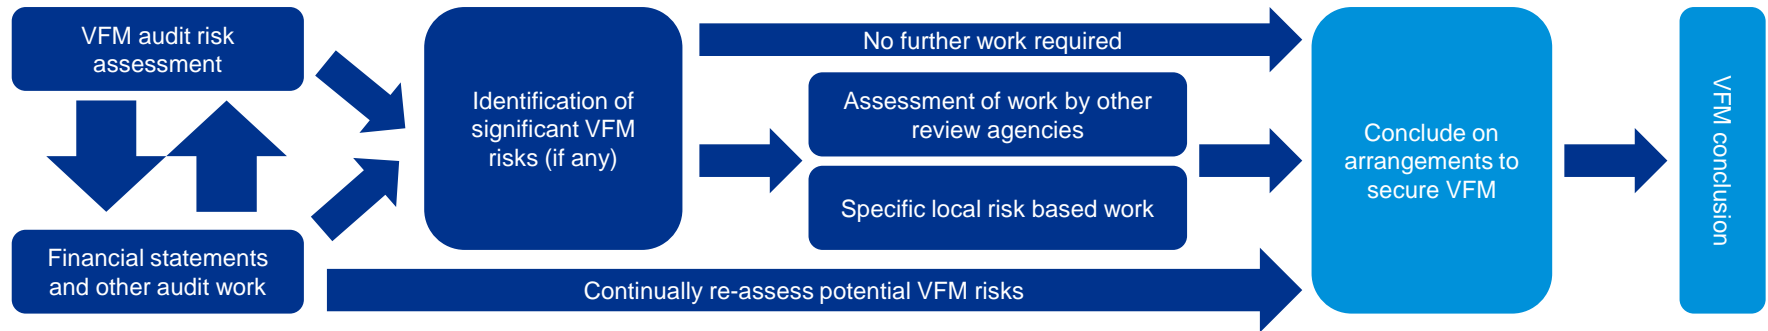 VFM audit risk
assessment
Financial statements
and other audit work
Identification of
significant VFM
risks (if any)
No further work required
Assessment of work by other
review agencies
Specific local risk based work
Continually re-assess potential VFM risks
Conclude on
arrangements to
secure VFM
VFM conclusion